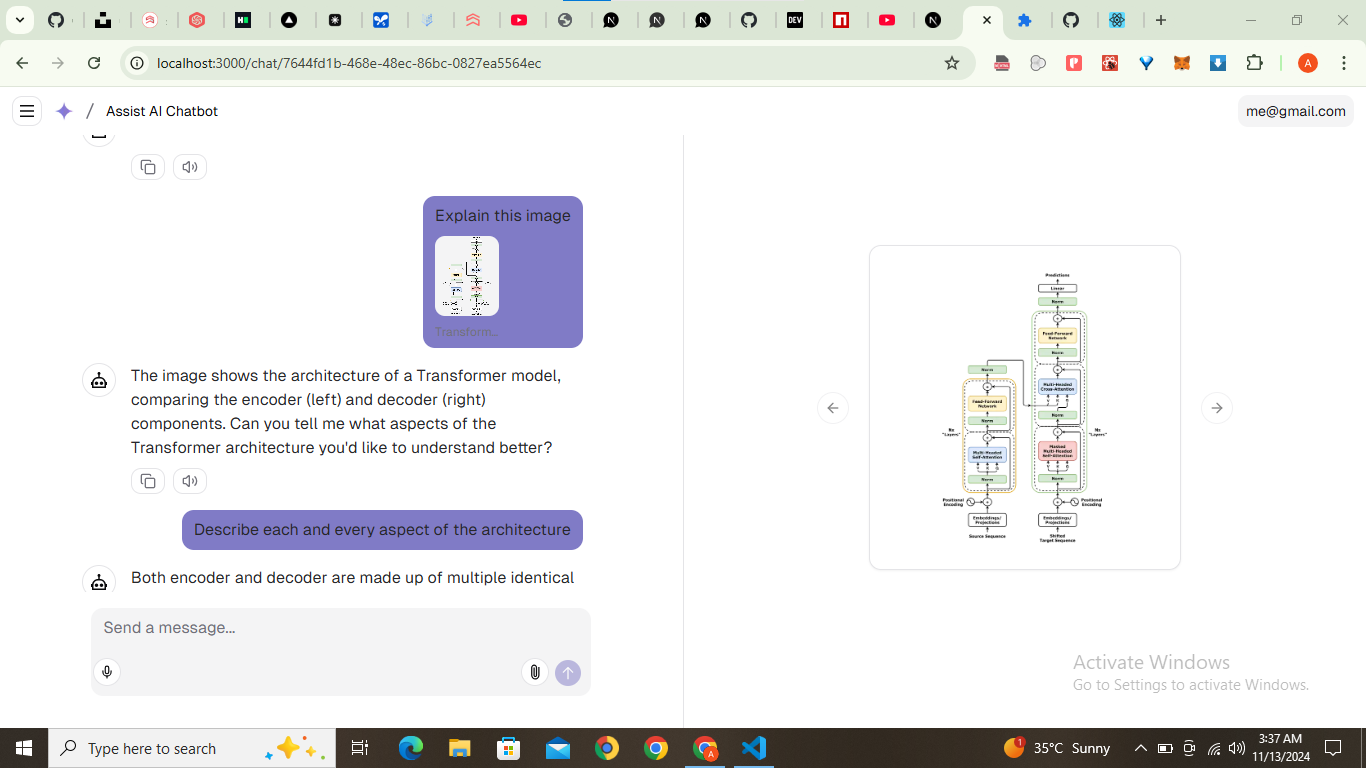 localhost:3000/chat/7644fd1b-468e-48ec-86bc-0827ea5564ec
A
/ Assist AI Chatbot
me@gmail.com
Explain this image
Transform...
The image shows the architecture of a Transformer model,
comparing the encoder (left) and decoder (right)
components. Can you tell me what aspects of the
Transformer architecture you'd like to understand better?
Describe each and every aspect of the architecture
Both encoder and decoder are made up of multiple identical
Send a message...
Predictions
Linear
Norm
Feed-Forward
Network
Norm
Multi-Headed
Cross-Attention
V K Q
Norm
Masked
Multi-Headed
Self-Attention
V K Q
Norm
Nx
"Layers"
Positional
Encoding
Embeddings/
Projections
Shifted
Target Sequence
Norm
Feed-Forward
Network
Norm
Multi-Headed
Self-Attention
V K Q
Norm
Nx
"Layers"
Positional
Encoding
Embeddings/
Projections
Source Sequence
Activate Windows
Go to Settings to activate Windows.
Type here to search
A
1
35°C Sunny
3:37 AM
11/13/2024
DEV